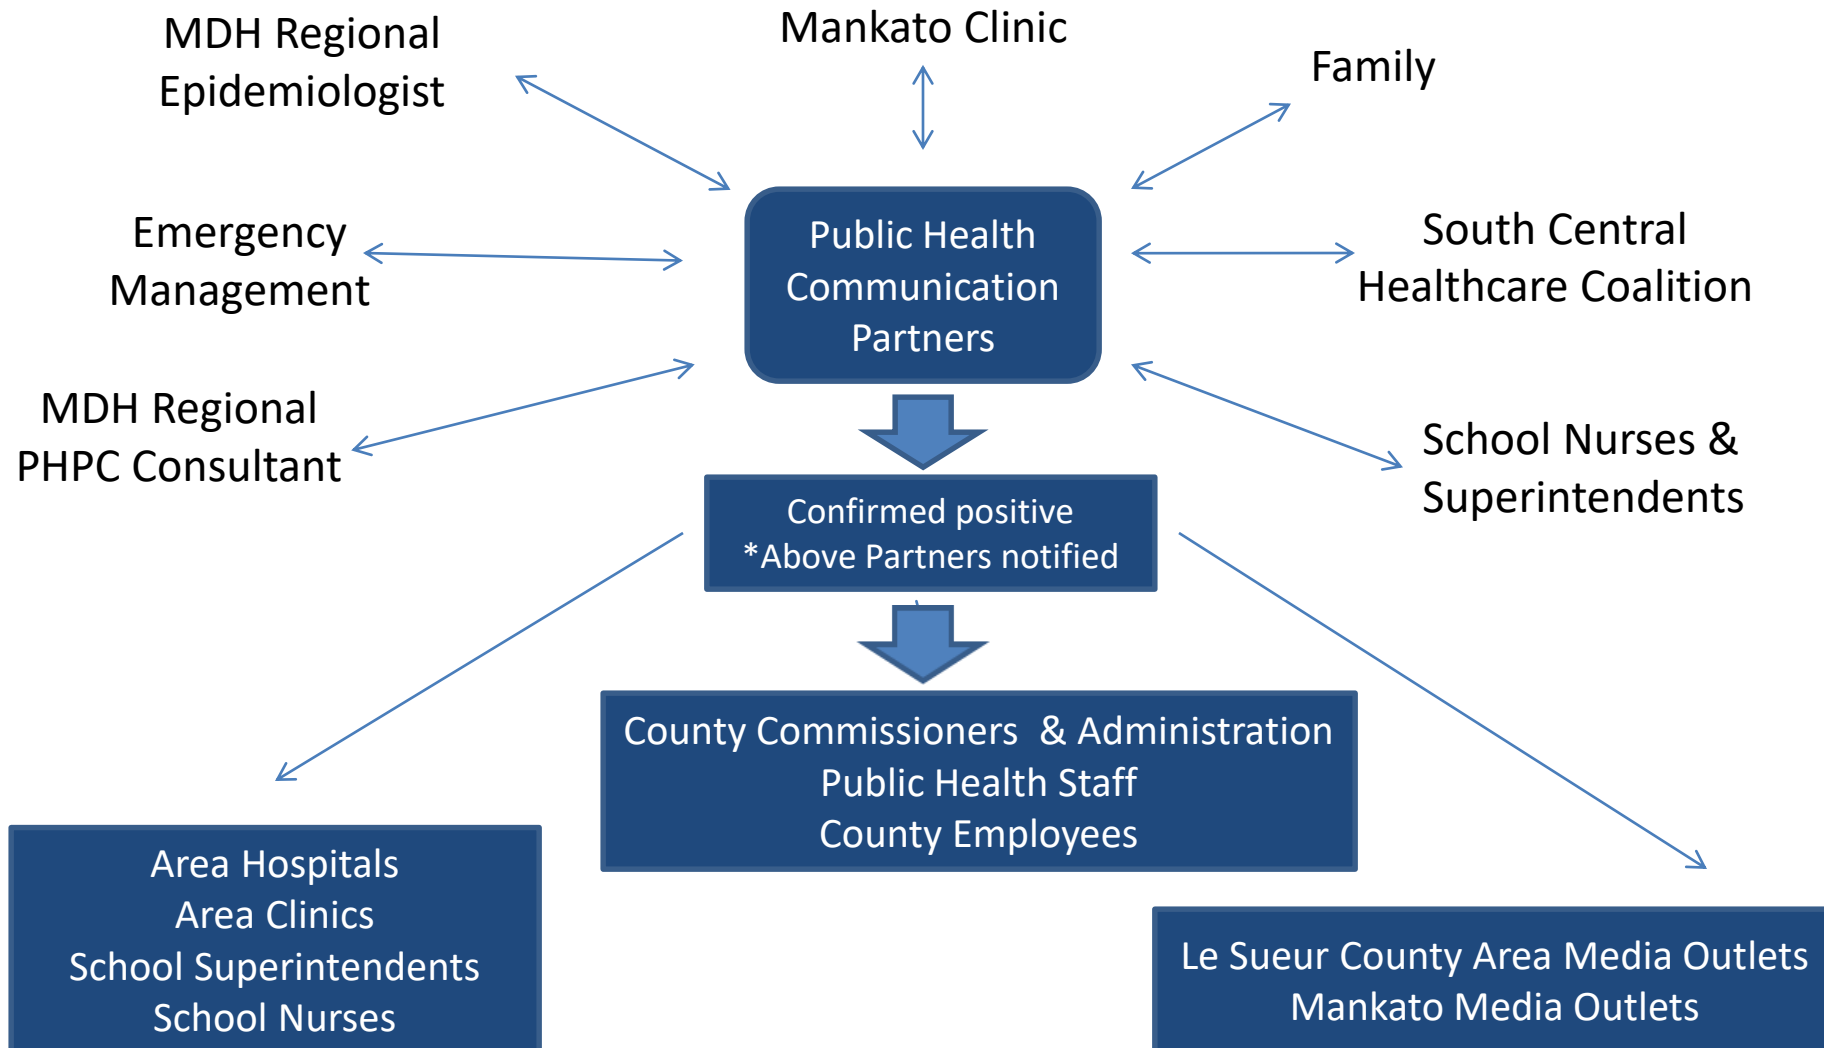 MDH Regional
Epidemiologist
Mankato Clinic
Family
Emergency
Management
Public Health
Communication
Partners
South Central
Healthcare Coalition
MDH Regional
PHPC Consultant
School Nurses &
Superintendents
Confirmed positive
*Above Partners notified
County Commissioners  & Administration
Public Health Staff
County Employees
Area Hospitals
Area Clinics
School Superintendents
School Nurses
Le Sueur County Area Media Outlets
Mankato Media Outlets